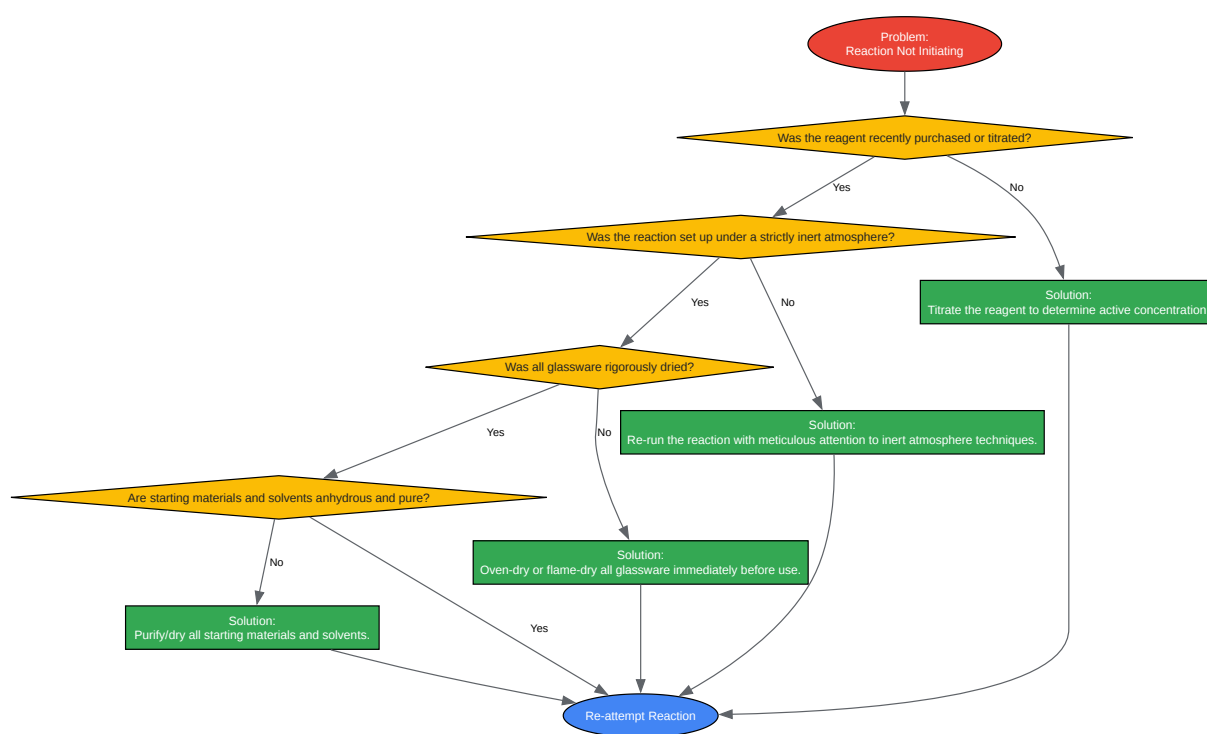 Problem:
Reaction Not Initiating
Was the reagent recently purchased or titrated?
Yes
No
Was the reaction set up under a strictly inert atmosphere?
Solution:
Titrate the reagent to determine active concentration
Yes
No
Was all glassware rigorously dried?
Solution:
Re-run the reaction with meticulous attention to inert atmosphere techniques.
Yes
No
Are starting materials and solvents anhydrous and pure?
Solution:
Oven-dry or flame-dry all glassware immediately before use.
No
Solution:
Purify/dry all starting materials and solvents.
Yes
Re-attempt Reaction